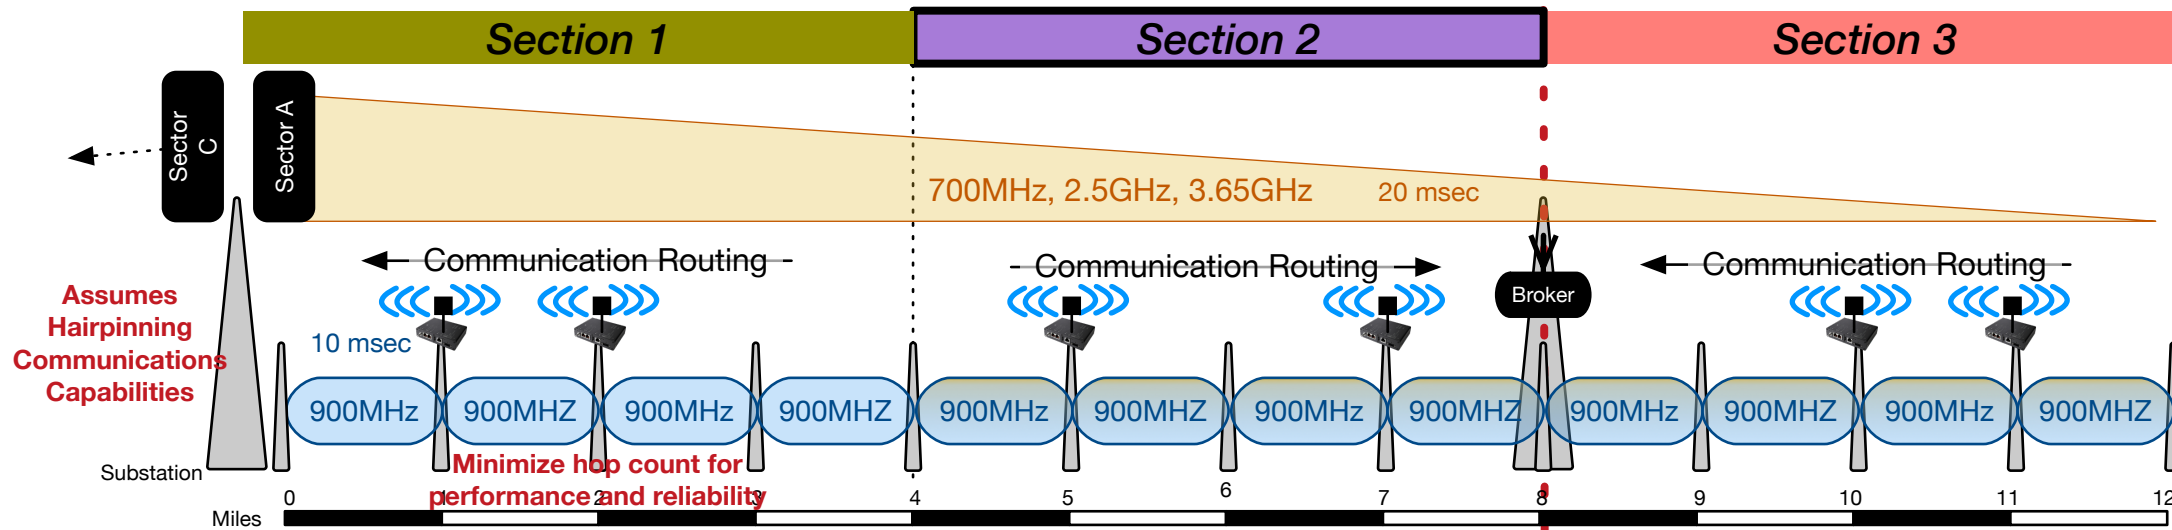 Section 1
Section 2
Section 3
Sector C
Sector A
700MHz, 2.5GHz, 3.65GHz
20 msec
Communication Routing
Communication Routing
Communication Routing
Assumes
Hairpinning
Communications
Capabilities
Broker
10 msec
900MHz
900MHZ
900MHz
900MHZ
900MHz
900MHZ
900MHz
900MHZ
900MHz
900MHZ
900MHz
900MHZ
Minimize hop count for
performance and reliability
Substation
0 1 2 3 4 5 6 7 8 9 10 11 12
Miles